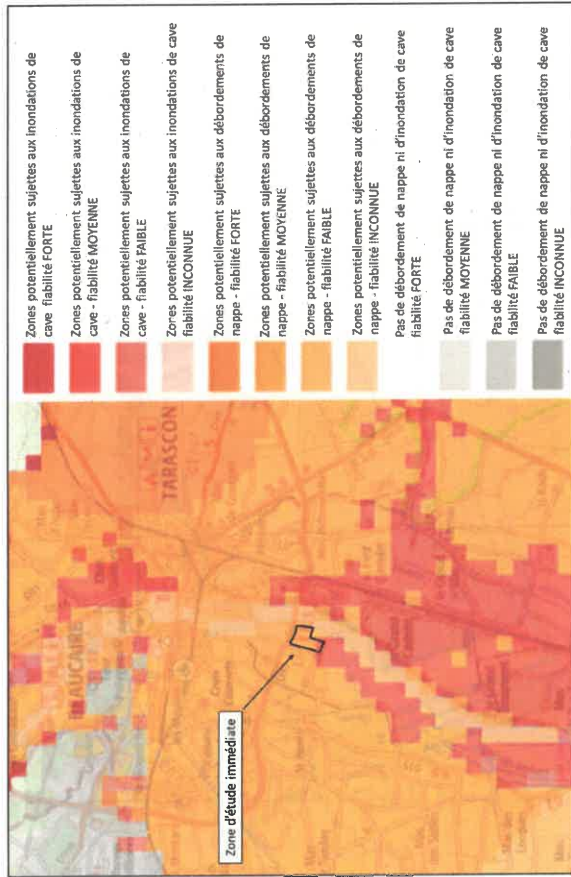 Zones potentiellement sujettes aux inondations de
cave fiabilité FORTE
Zones potentiellement sujettes aux inondations de
cave - fiabilité MOYENNE
Zones potentiellement sujettes aux inondations de
cave - fiabilité FAIBLE
Zones potentiellement sujettes aux inondations de cave
fiabilité INCONNUE
Zones potentiellement sujettes aux débordements de
nappe - fiabilité FORTE
Zones potentiellement sujettes aux débordements de
nappe - fiabilité MOYENNE
Zones potentiellement sujettes aux débordements de
nappe - fiabilité FAIBLE
Zones potentiellement sujettes aux débordements de
nappe - fiabilité INCONNUE
Pas de débordement de nappe ni d'inondation de cave
fiabilité FORTE
Pas de débordement de nappe ni d'inondation de cave
fiabilité MOYENNE
Pas de débordement de nappe ni d'inondation de cave
fiabilité FAIBLE
Pas de débordement de nappe ni d'inondation de cave
fiabilité INCONNUE
TARASCON
BEAUCAIRE
Zone d'étude immédiate